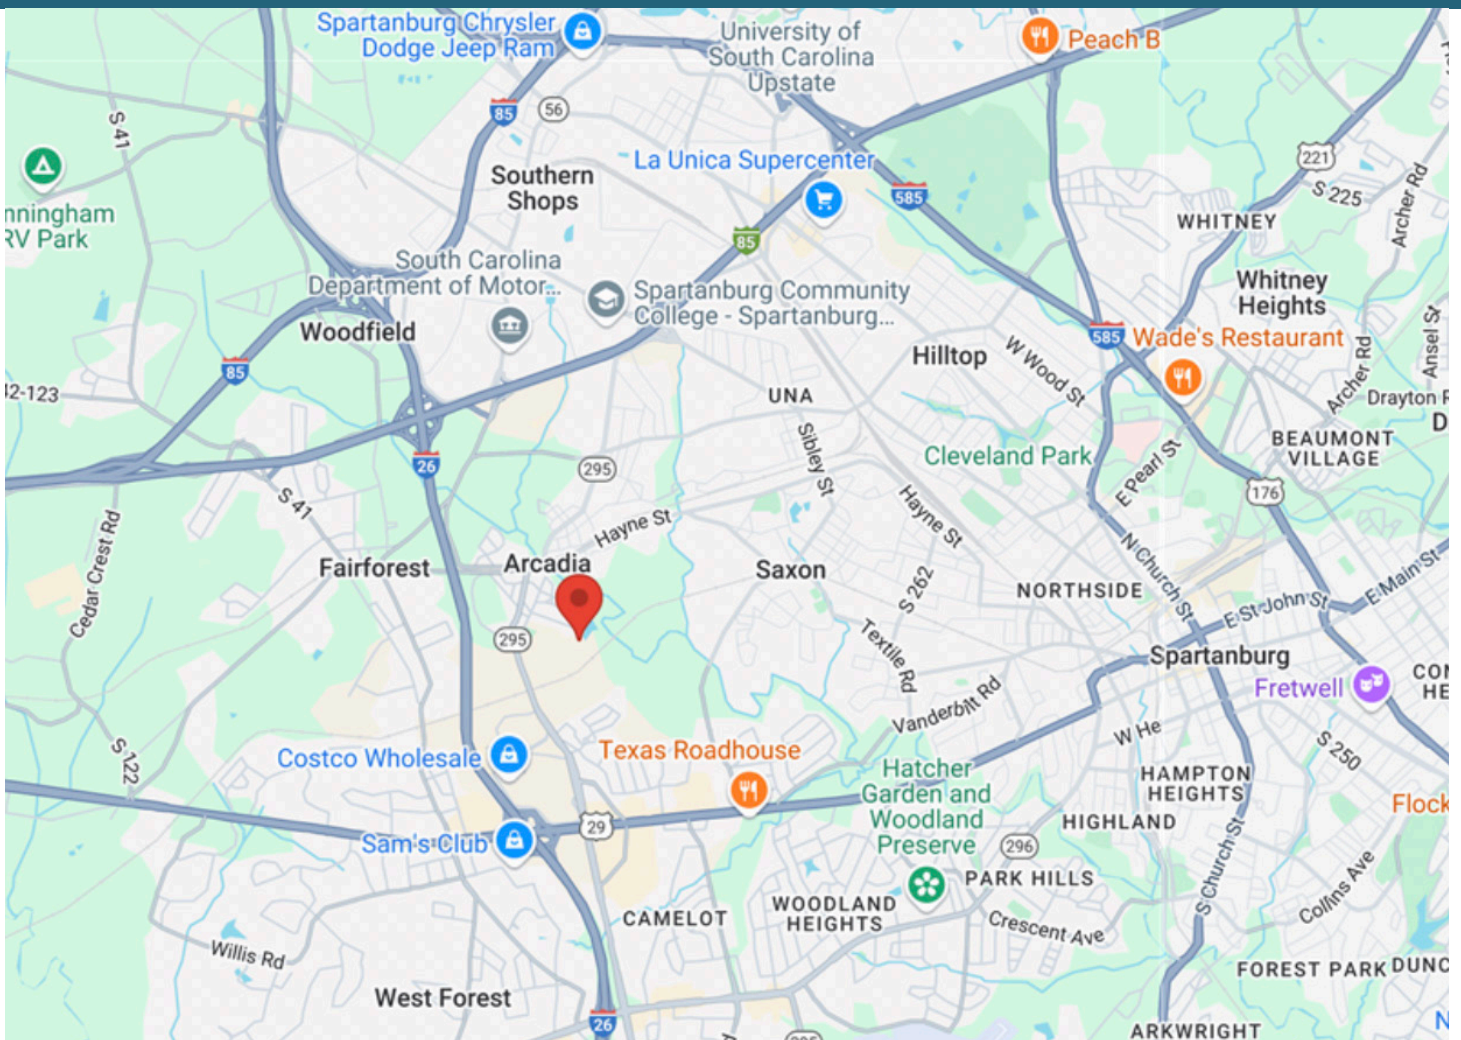 Spartanburg Chrysler
Dodge Jeep Ram
University of
South Carolina
Upstate
Peach B
S 41
85
56
221
S 225
Archer Rd
La Unica Supercenter
Southern
Shops
585
WHITNEY
nningham
RV Park
85
South Carolina
Department of Motor...
Spartanburg Community
College - Spartanburg...
Whitney
Heights
Woodfield
585
Wade's Restaurant
Ansel St
Hilltop
W Wood St
85
Archer Rd
42-123
UNA
Drayton R
D
BEAUMONT
VILLAGE
Sibley St
Cleveland Park
E Pearl St
26
295
176
S 41
Hayne St
Hayne St
Cedar Crest Rd
Fairforest
Arcadia
Saxon
N Church St
E Main St
S 262
NORTHSIDE
E St John St
295
Textile Rd
Spartanburg
CON
HE
Fretwell
Vanderbilt Rd
W He
S 250
S 122
Costco Wholesale
Texas Roadhouse
Hatcher
Garden and
Woodland
Preserve
HAMPTON
HEIGHTS
Flock
29
HIGHLAND
Sam's Club
296
S Church St
PARK HILLS
Collins Ave
WOODLAND
HEIGHTS
CAMELOT
Crescent Ave
Willis Rd
FOREST PARK
DUNC
West Forest
26
N
ARKWRIGHT